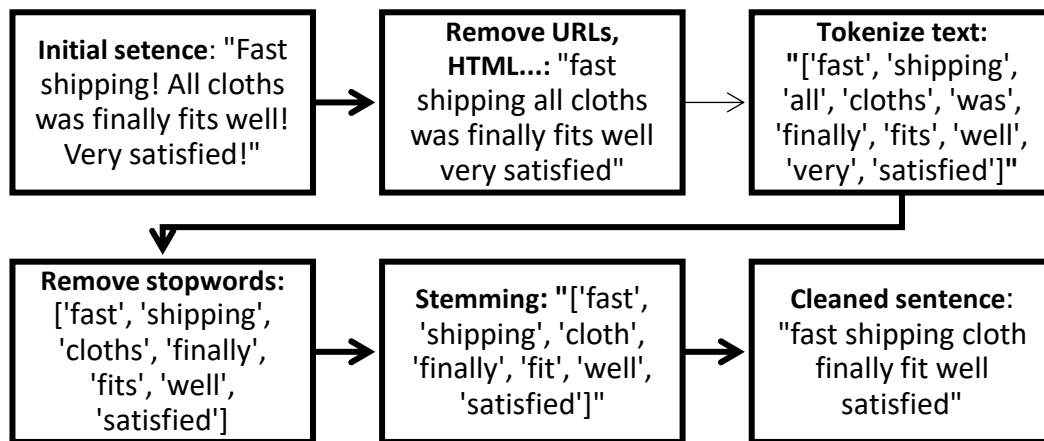 Initial setence: "Fast
shipping! All cloths
was finally fits well!
Very satisfied!"
Remove URLs,
HTML...: "fast
shipping all cloths
was finally fits well
very satisfied"
Tokenize text:
"['fast', 'shipping',
'all', 'cloths', 'was',
'finally', 'fits', 'well',
'very', 'satisfied']"
Remove stopwords:
['fast', 'shipping',
'cloths', 'finally',
'fits', 'well',
'satisfied']
Stemming: "['fast',
'shipping', 'cloth',
'finally', 'fit', 'well',
'satisfied']"
Cleaned sentence:
"fast shipping cloth
finally fit well
satisfied"